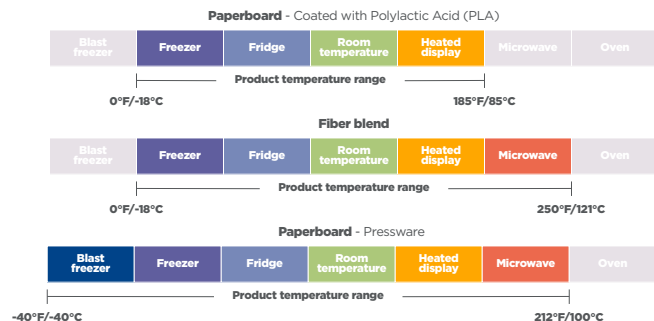 Paperboard - Coated with Polylactic Acid (PLA)
Blast freezer Freezer Fridge Room temperature Heated display Microwave Oven
Product temperature range
0°F/-18°C 185°F/85°C
Fiber blend
Blast freezer Freezer Fridge Room temperature Heated display Microwave Oven
Product temperature range
0°F/-18°C 250°F/121°C
Paperboard - Pressware
Blast freezer Freezer Fridge Room temperature Heated display Microwave Oven
Product temperature range
-40°F/-40°C 212°F/100°C